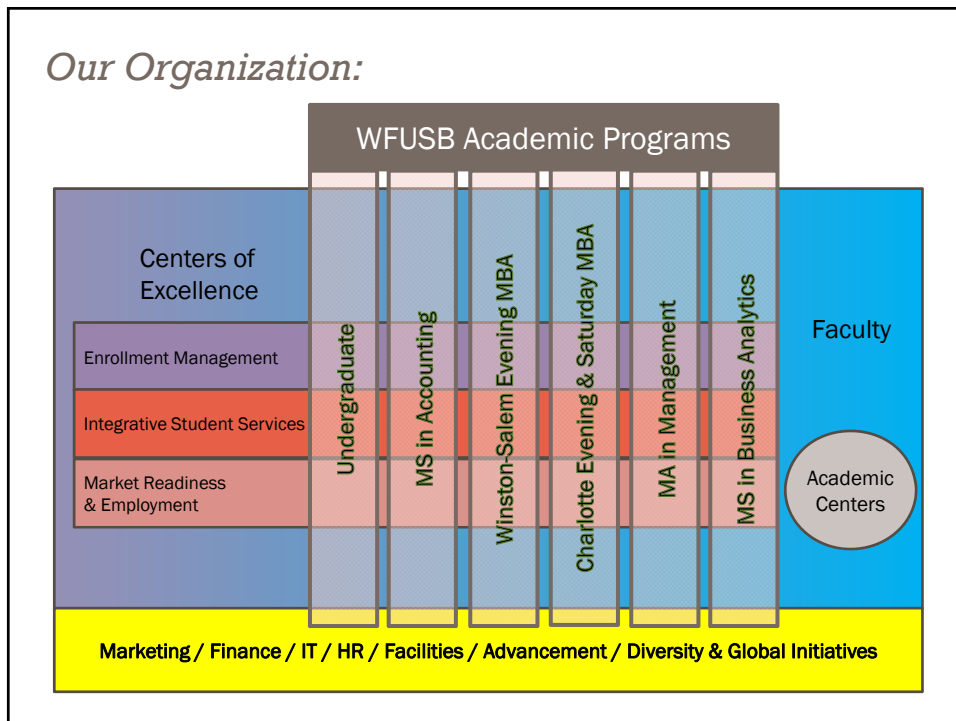 Our Organization:
WFUSB Academic Programs
Centers of
Excellence
Enrollment Management
Integrative Student Services
Market Readiness
& Employment
Undergraduate
MS in Accounting
Winston-Salem Evening MBA
Charlotte Evening & Saturday MBA
MA in Management
MS in Business Analytics
Faculty
Academic
Centers
Marketing / Finance / IT / HR / Facilities / Advancement / Diversity & Global Initiatives